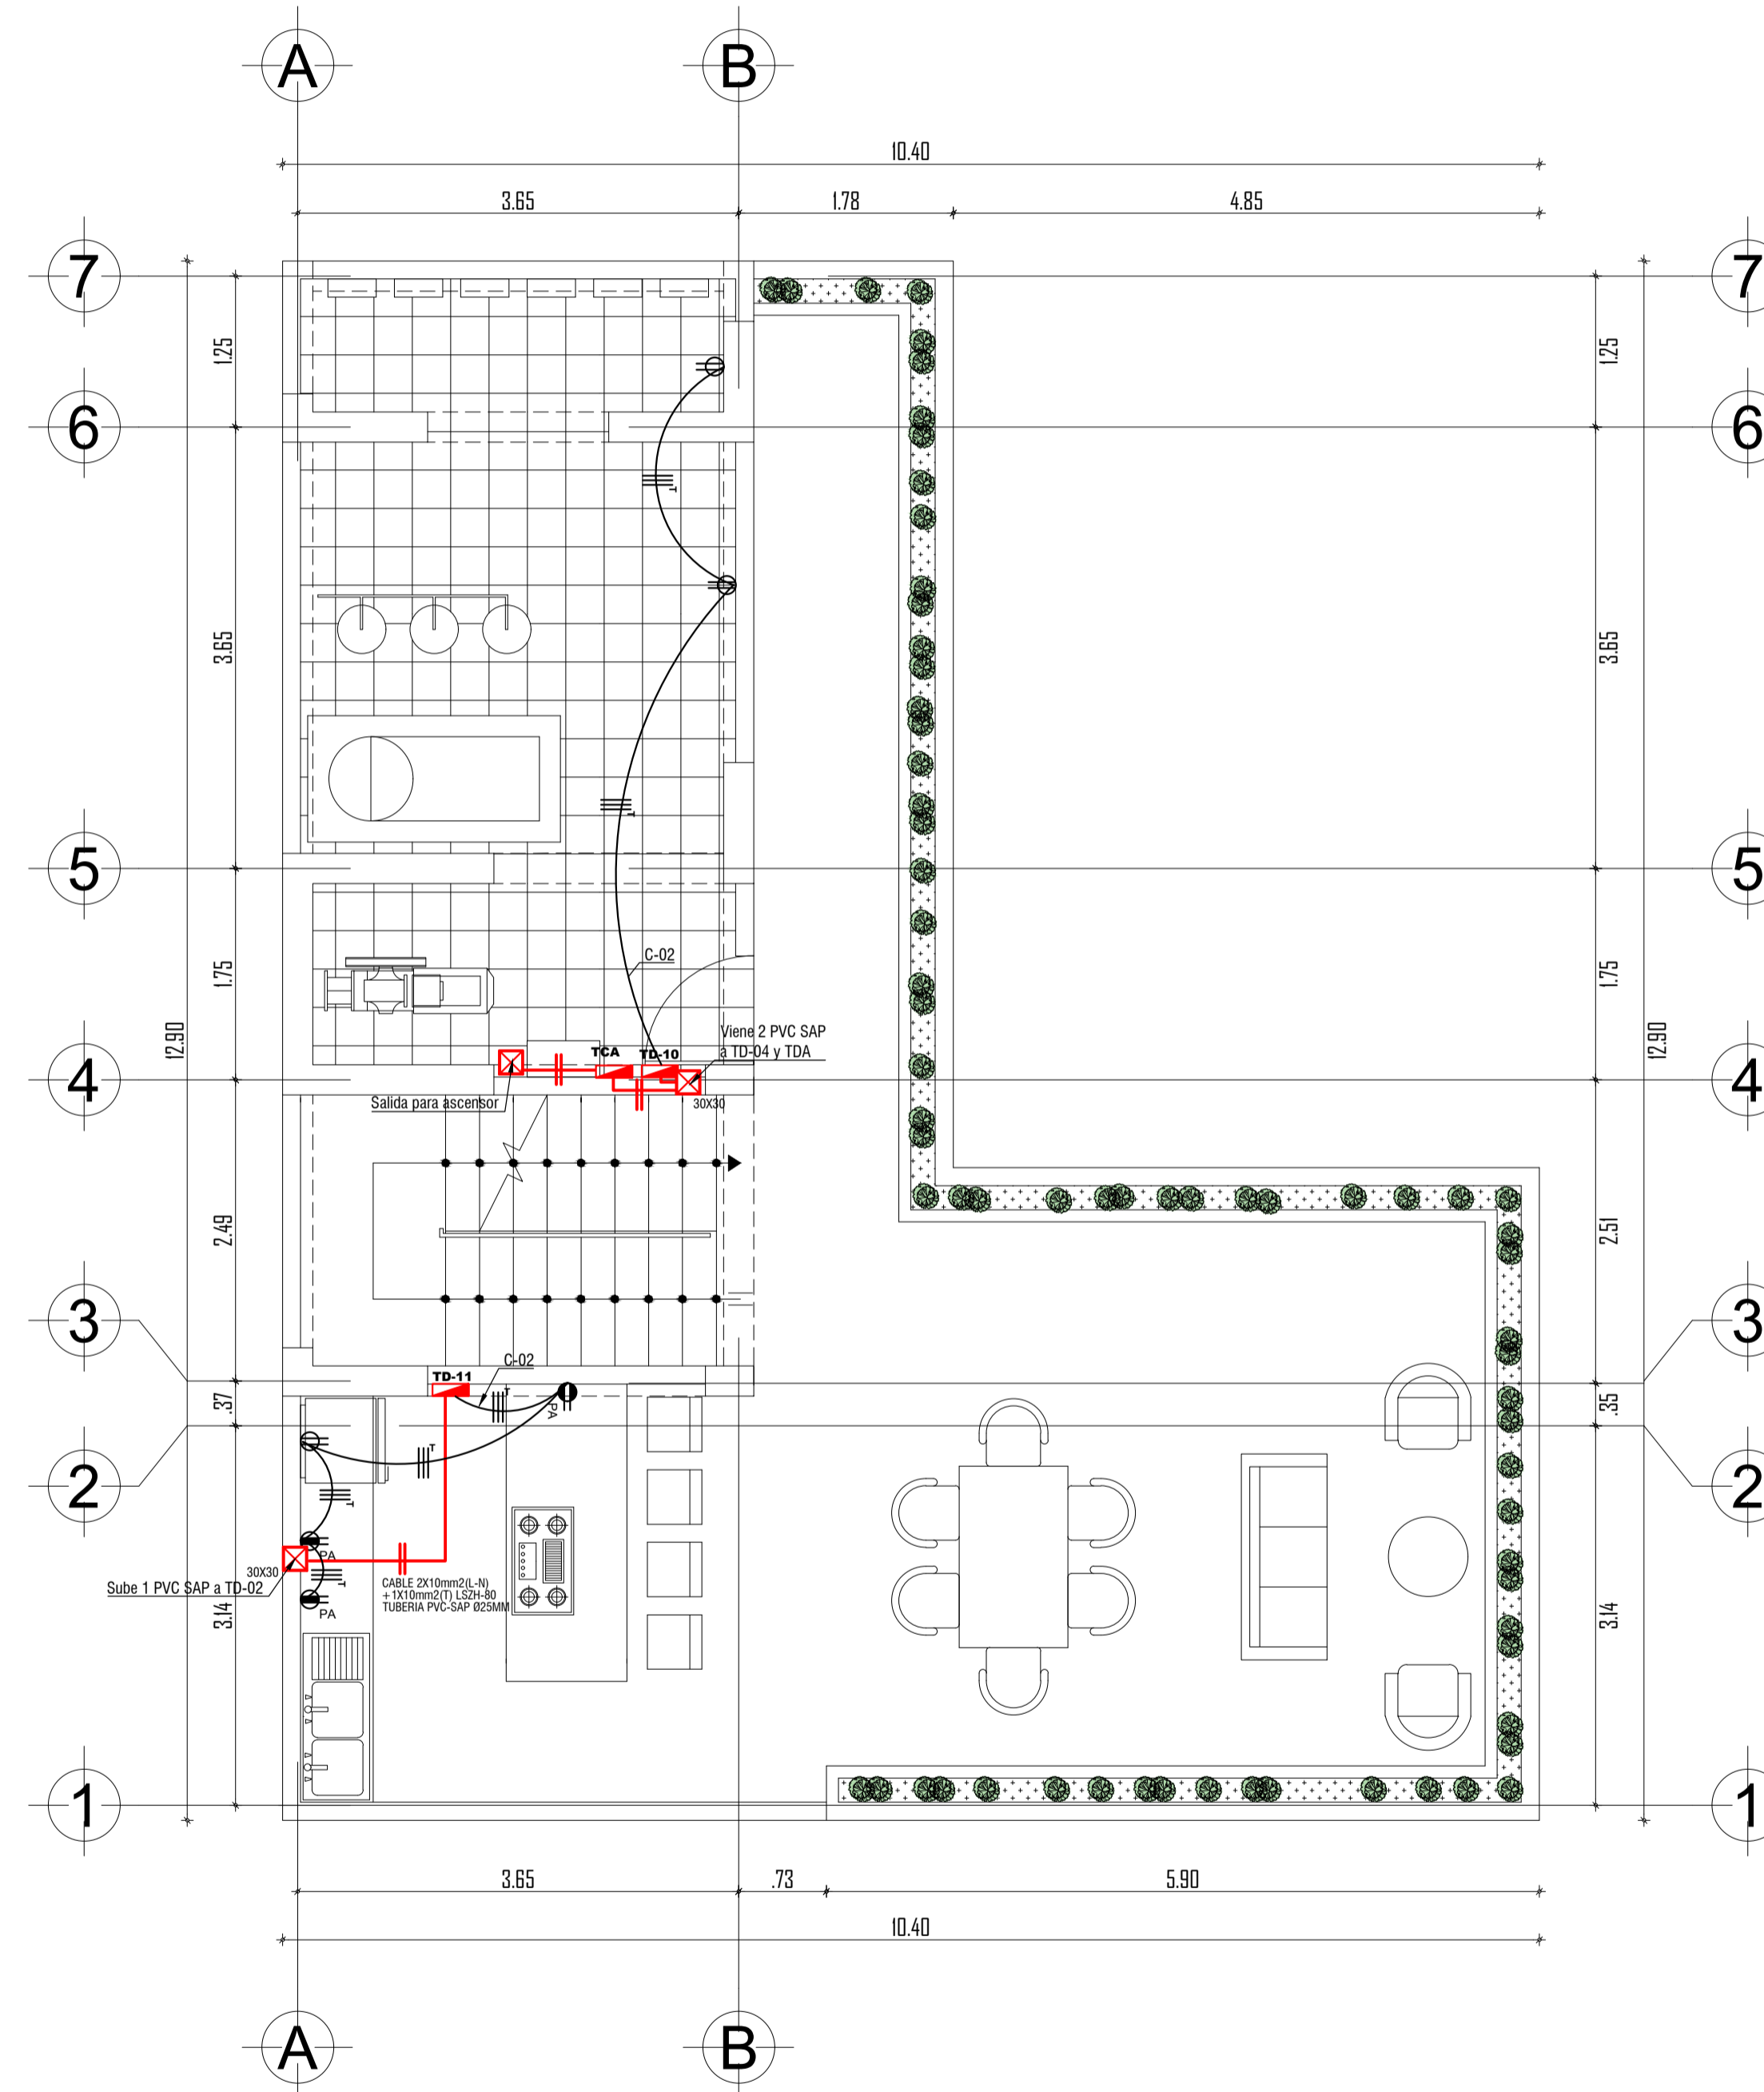 A
B
10.40
3.65
1.78
4.85
7
7
1.25
1.25
6
6
3.65
3.65
5
5
C-02
1.75
1.75
12.90
12.90
Viene 2 PVC SAP
a TD-04 y TDA
TCA
TD-10
4
4
Salida para ascensor
30X30
2.49
2.51
3
3
C-02
TD-11
T
T
T
T
T
T
.37
.35
PA
2
2
PA
30X30
Sube 1 PVC SAP a TD-02
CABLE 2X10mm2(L-N)
+1X10mm2(T) LSZH-80
TUBERIA PVC-SAP Ø25MM
PA
3.14
3.14
1
1
3.65
.73
5.90
10.40
A
B